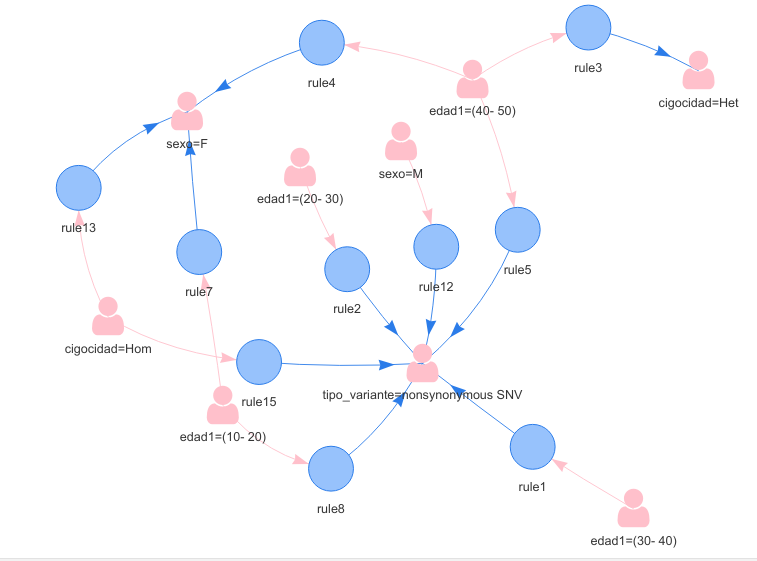 rule3
rule4
cigocidad=Het
edad1=(40- 50)
sexo=F
sexo=M
edad1=(20- 30)
rule13
rule5
rule12
rule7
rule2
cigocidad=Hom
tipo_variante=nonsynonymous SNV
rule15
edad1=(10- 20)
rule1
rule8
edad1=(30- 40)